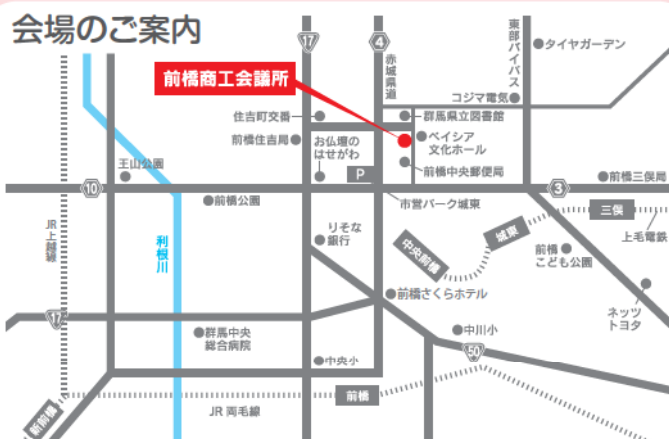 会場のご案内
17
4
東部バイパス
タイヤガーデン
赤城県道
前橋商工会議所
コジマ電気
住吉町交番
群馬県立図書館
前橋住吉局
お仏壇の
はせがわ
ベイシア
文化ホール
王山公園
P
前橋中央郵便局
10
3
前橋三俣局
前橋公園
市営パーク城東
三俣
上毛電鉄
JR上越線
利根川
りそな
銀行
中央前橋
城東
前橋
こども公園
前橋さくらホテル
ネッツ
トヨタ
17
群馬中央
総合病院
中川小
50
中央小
前橋
新前橋
JR 両毛線